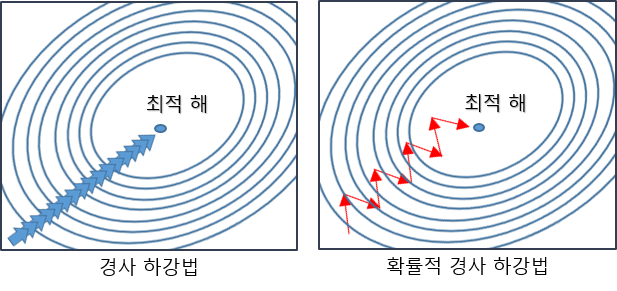 최적 해
최적 해
경사 하강법
확률적 경사 하강법